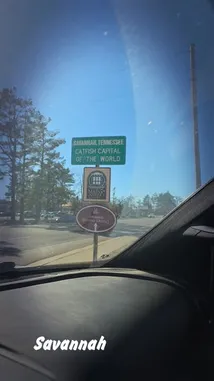 SAVANNAH, TENNESSEE
CATFISH CAPITAL
OF THE WORLD
Savannah